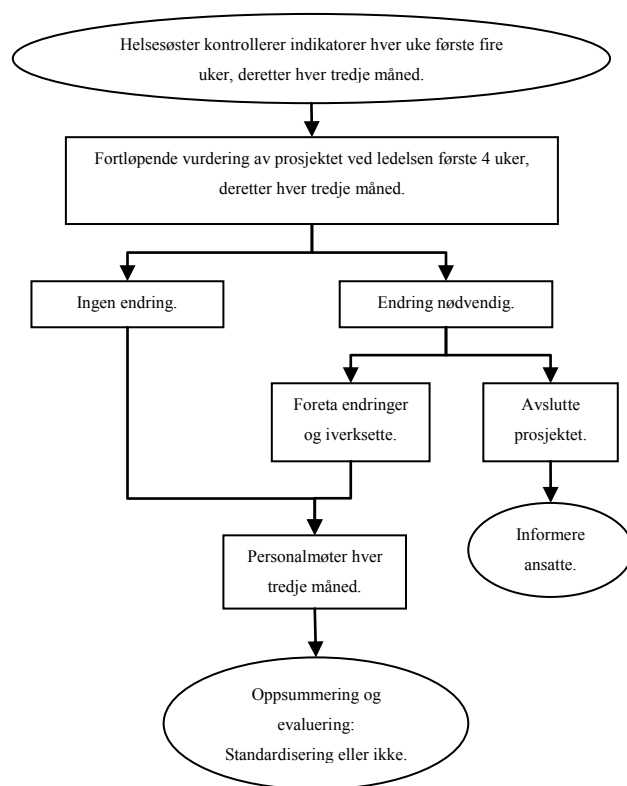 Helsesøster kontrollerer indikatorer hver uke første fire
uker, deretter hver tredje måned.
Fortløpende vurdering av prosjektet ved ledelsen første 4 uker,
deretter hver tredje måned.
Ingen endring.
Endring nødvendig.
Foreta endringer
og iverksette.
Avslutte
prosjektet.
Informere
ansatte.
Personalmøter hver
tredje måned.
Oppsummering og
evaluering:
Standardisering eller ikke.